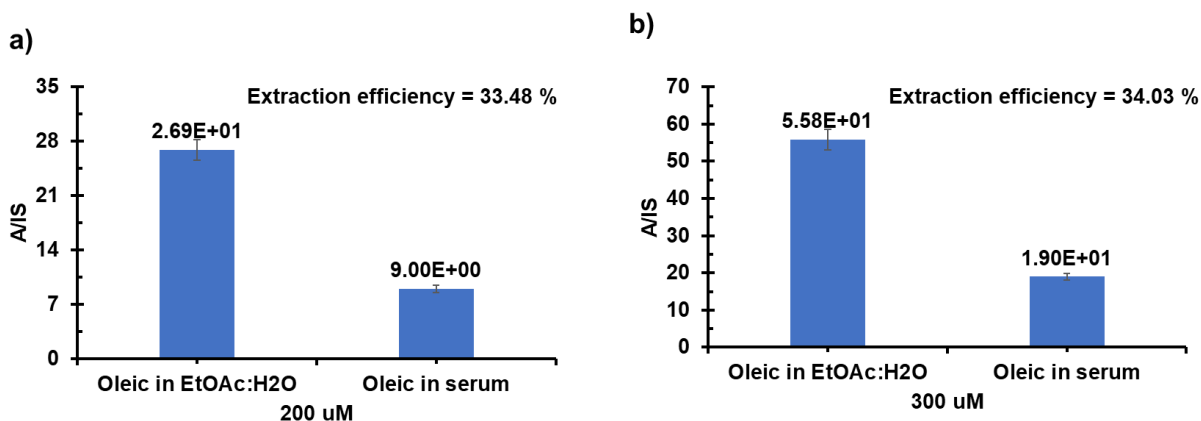 a)
Extraction efficiency = 33.48 %
A/IS
35
28
21
14
7
0
2.69E+01
9.00E+00
Oleic in EtOAc:H2O Oleic in serum
200 uM
b)
Extraction efficiency = 34.03 %
A/IS
70
60
50
40
30
20
10
0
5.58E+01
1.90E+01
Oleic in EtOAc:H2O Oleic in serum
300 uM